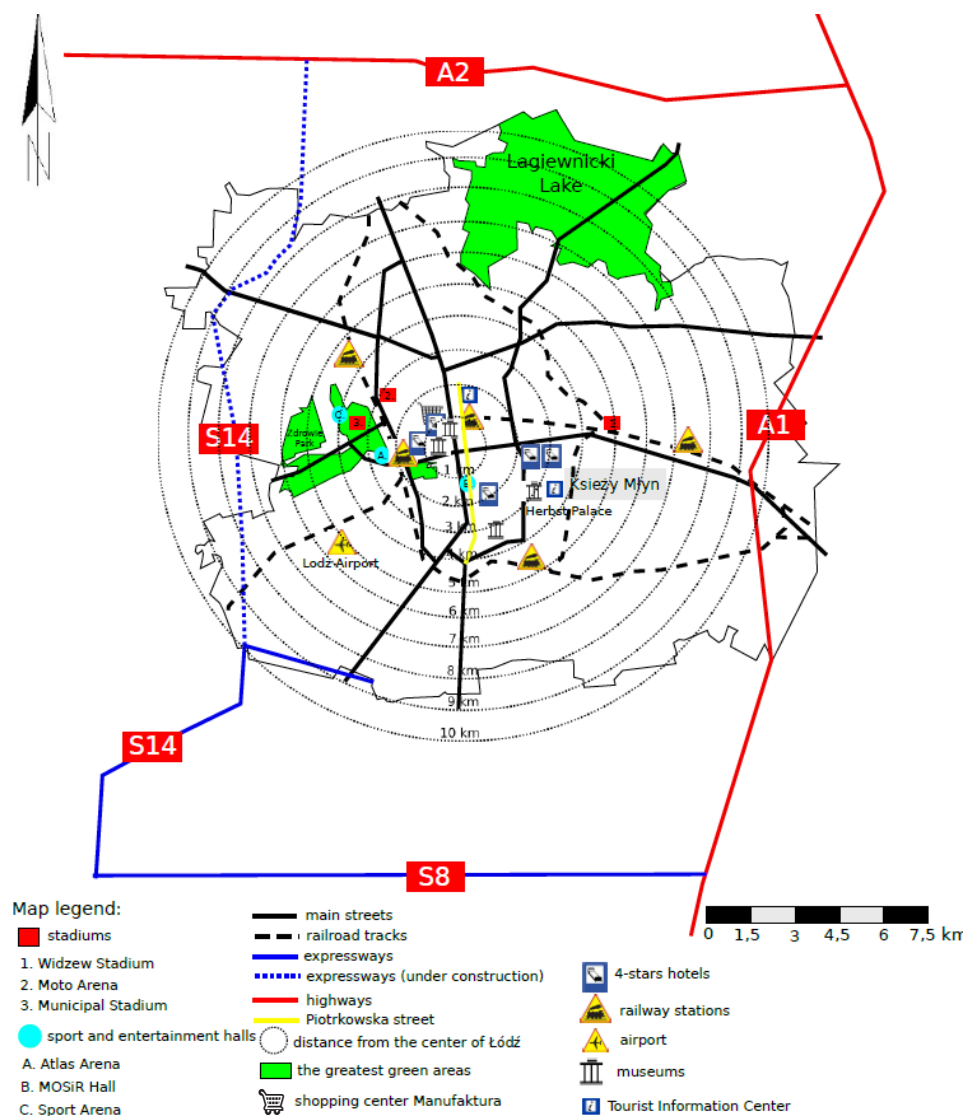 A2
Łagiewnicki
Lake
S14
A1
2
C
3
1
Zdrowie
Park
A
B
1 km
2 km
3 km
4 km
5 km
6 km
7 km
8 km
9 km
10 km
Księży Młyn
Herbst Palace
Lodz Airport
S14
S8
Map legend:
stadiums
1. Widzew Stadium
2. Moto Arena
3. Municipal Stadium
sport and entertainment halls
A. Atlas Arena
B. MOSiR Hall
C. Sport Arena
main streets
railroad tracks
expressways
expressways (under construction)
highways
Piotrkowska street
distance from the center of Łódź
the greatest green areas
shopping center Manufaktura
0 1,5 3 4,5 6 7,5 km
4-stars hotels
railway stations
airport
museums
Tourist Information Center